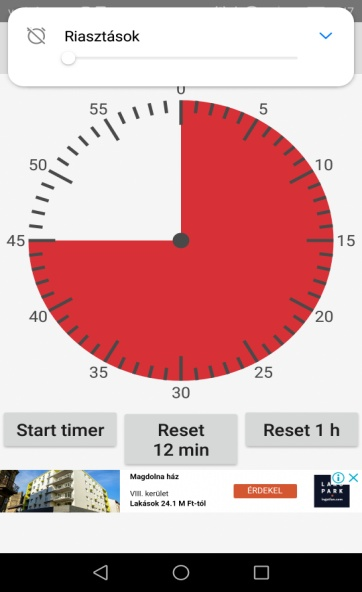 Riasztások
0
55
5
50
10
45
15
40
20
35
25
30
Start timer
Reset
12 min
Reset 1 h
Magdolna ház
VIII. kerület
Lakások 24.1 M Ft-tól
ÉRDEKEL
PARK